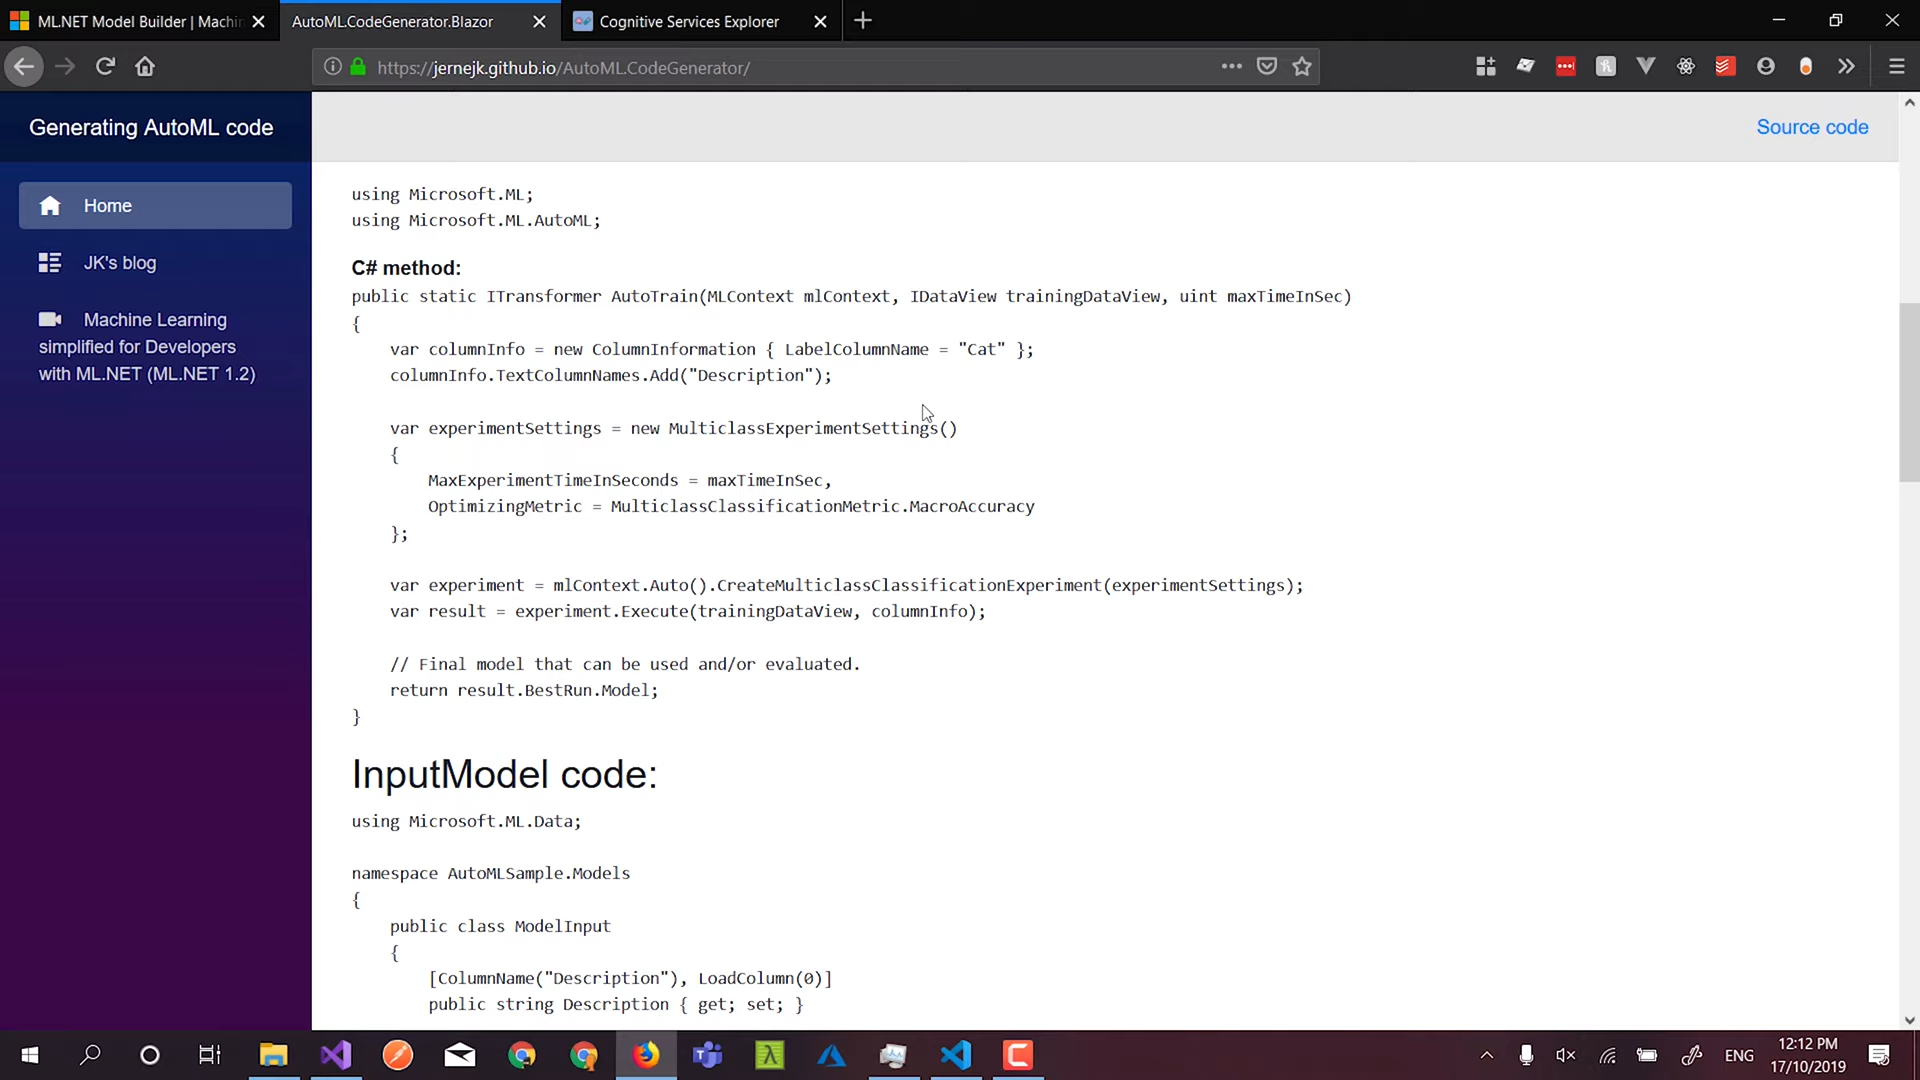 ML.NET Model Builder | Machin
AutoML.CodeGenerator.Blazor
Cognitive Services Explorer
https://jernejk.github.io/AutoML.CodeGenerator/
Generating AutoML code
Source code
Home
JK's blog
Machine Learning
simplified for Developers
with ML.NET (ML.NET 1.2)
using Microsoft.ML;
using Microsoft.ML.AutoML;
C# method:
public static ITransformer AutoTrain(MLContext mlContext, IDataView trainingDataView, uint maxTimeInSec)
{
var columnInfo = new ColumnInformation { LabelColumnName = "Cat" };
columnInfo.TextColumnNames.Add("Description");
var experimentSettings = new MulticlassExperimentSettings()
{
MaxExperimentTimeInSeconds = maxTimeInSec,
OptimizingMetric = MulticlassClassificationMetric.MacroAccuracy
};
var experiment = mlContext.Auto().CreateMulticlassClassificationExperiment(experimentSettings);
var result = experiment.Execute(trainingDataView, columnInfo);
// Final model that can be used and/or evaluated.
return result.BestRun.Model;
}
InputModel code:
using Microsoft.ML.Data;
namespace AutoMLSample.Models
{
public class ModelInput
{
[ColumnName("Description"), LoadColumn(0)]
public string Description { get; set; }
ENG
12:12 PM
17/10/2019